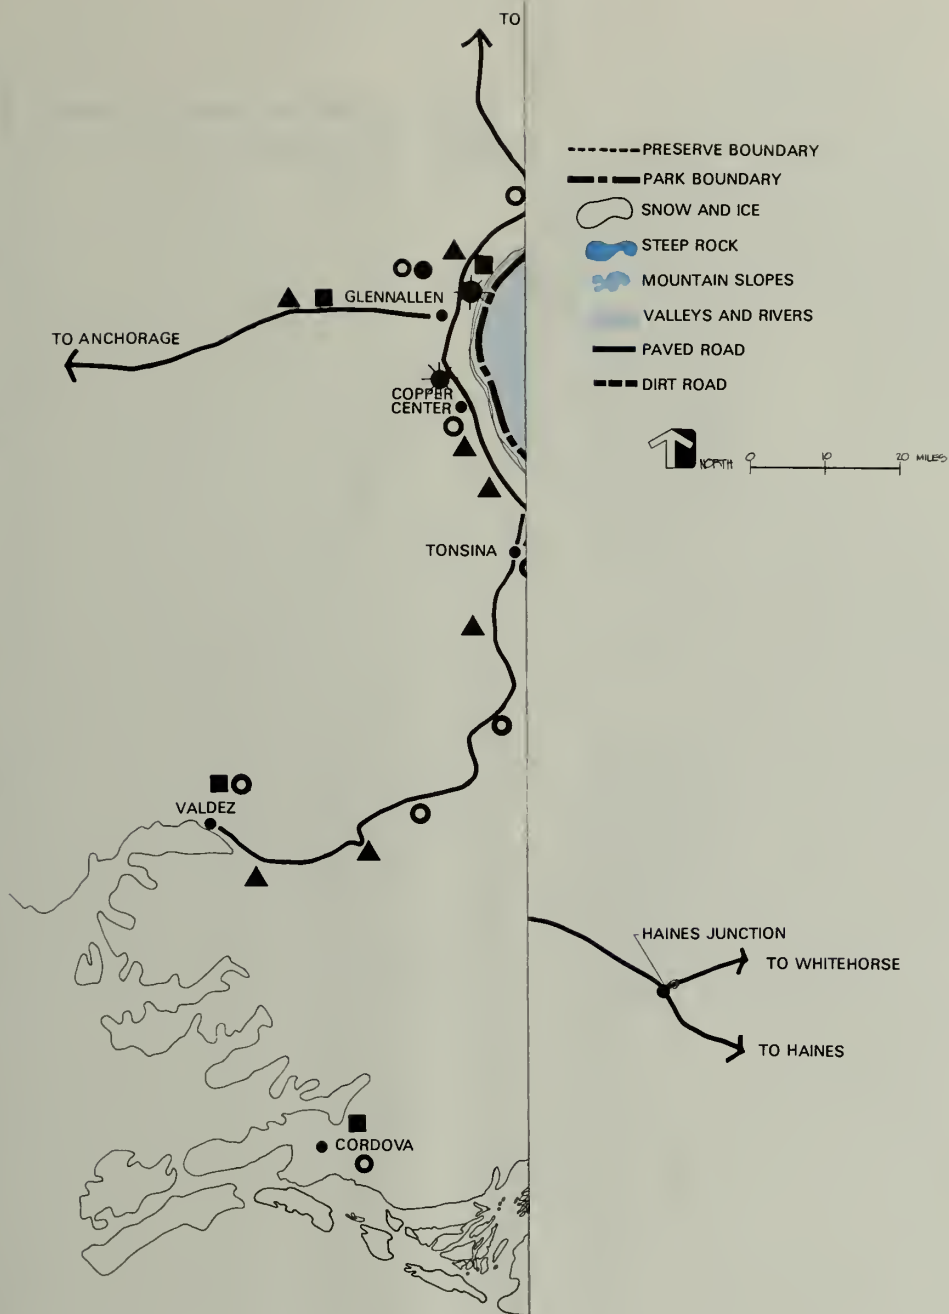 TO
PRESERVE BOUNDARY
PARK BOUNDARY
SNOW AND ICE
STEEP ROCK
MOUNTAIN SLOPES
VALLEYS AND RIVERS
PAVED ROAD
DIRT ROAD
NORTH 0 10 20 MILES
GLENNALLEN
TO ANCHORAGE
COPPER
CENTER
TONSINA
VALDEZ
HAINES JUNCTION
TO WHITEHORSE
TO HAINES
CORDOVA